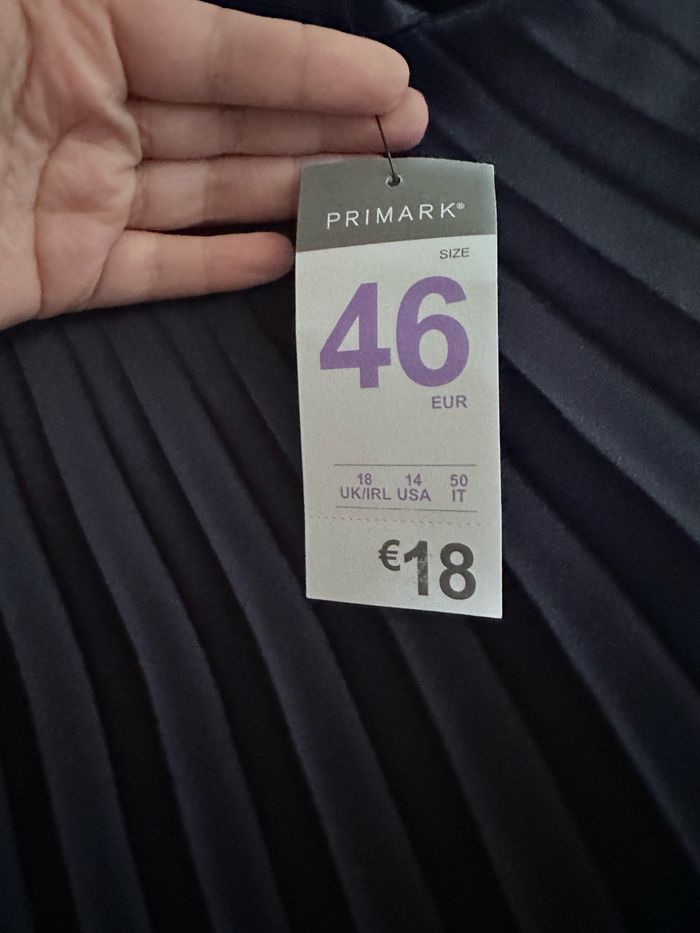 PRIMARK®
SIZE
46
EUR
18 14 50
UK/IRL USA IT
€18